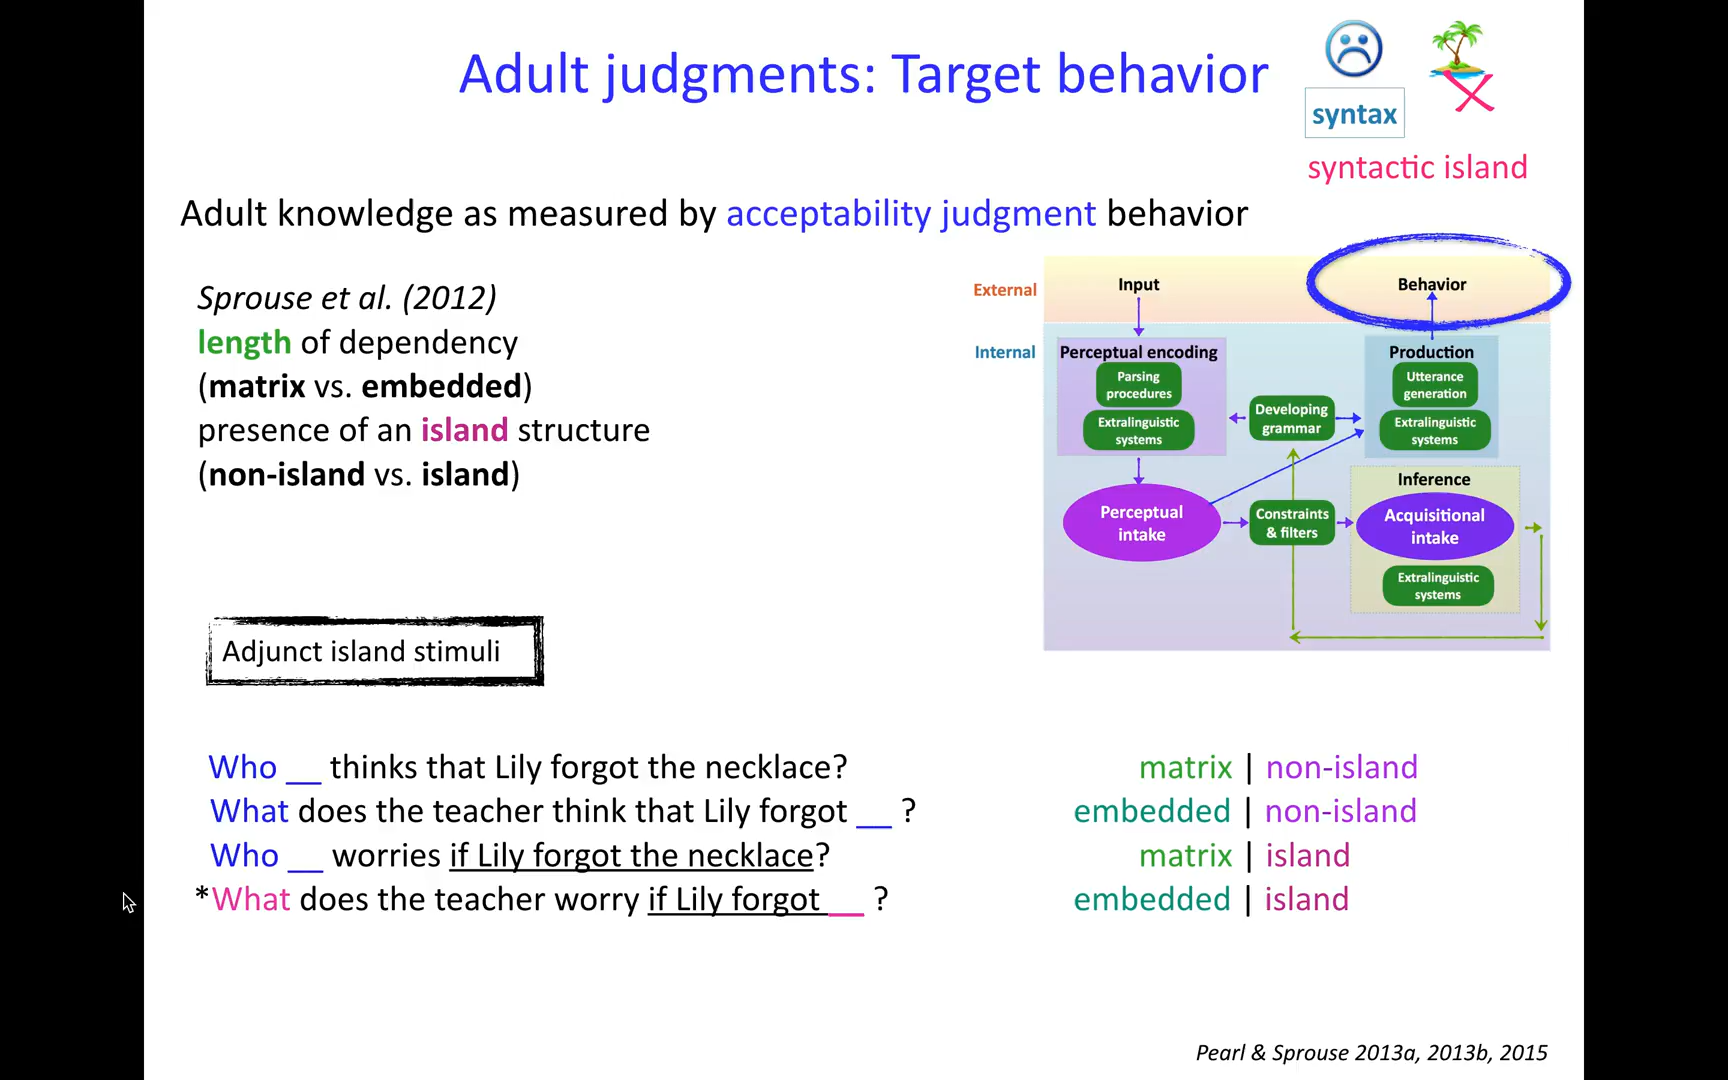 Adult judgments: Target behavior
syntax
syntactic island
Adult knowledge as measured by acceptability judgment behavior
Sprouse et al. (2012)
length of dependency
(matrix vs. embedded)
presence of an island structure
(non-island vs. island)
External
Input
Behavior
Internal
Perceptual encoding
Parsing
procedures
Extralinguistic
systems
Developing
grammar
Production
Utterance
generation
Extralinguistic
systems
Perceptual
intake
Constraints
& filters
Inference
Acquisitional
intake
Extralinguistic
systems
Adjunct island stimuli
Who __ thinks that Lily forgot the necklace? matrix | non-island
What does the teacher think that Lily forgot __ ? embedded | non-island
Who __ worries if Lily forgot the necklace? matrix | island
*What does the teacher worry if Lily forgot __ ? embedded | island
Pearl & Sprouse 2013a, 2013b, 2015